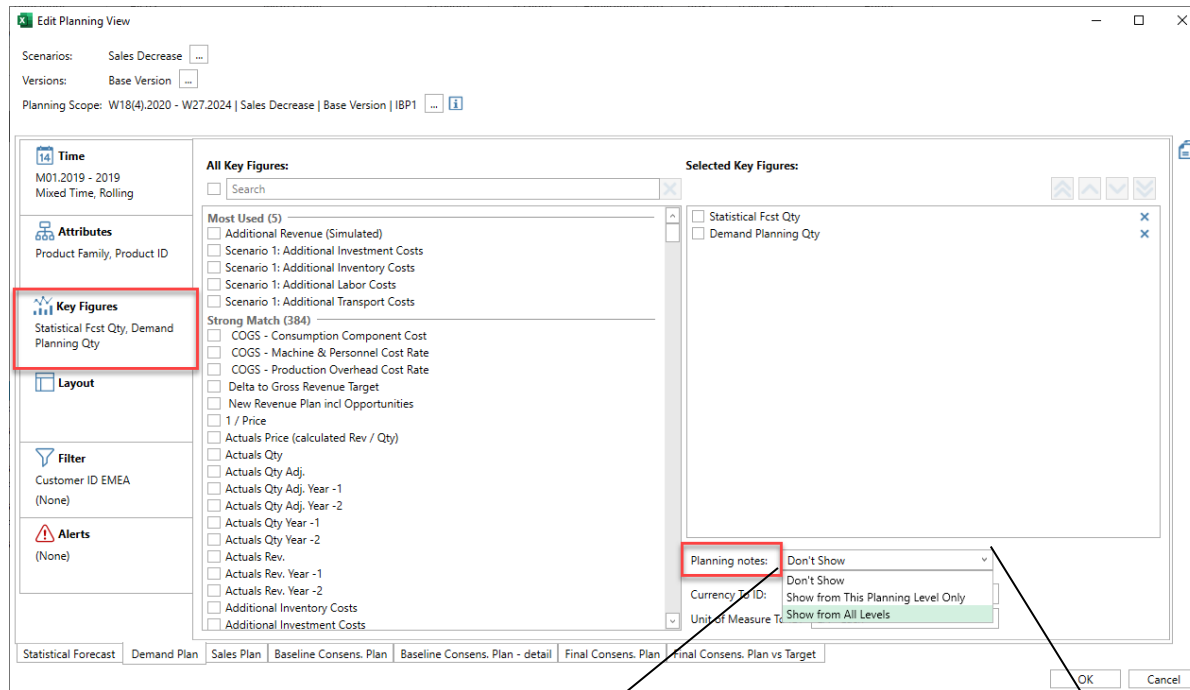 Edit Planning View
Scenarios: Sales Decrease ...
Versions: Base Version ...
Planning Scope: W18(4).2020 - W27.2024 | Sales Decrease | Base Version | IBP1 ... i
14 Time
M01.2019 - 2019
Mixed Time, Rolling
Attributes
Product Family, Product ID
Key Figures
Statistical Fcst Qty, Demand
Planning Qty
Layout
Filter
Customer ID EMEA
(None)
Alerts
(None)
All Key Figures:
Search
Most Used (5)
Additional Revenue (Simulated)
Scenario 1: Additional Investment Costs
Scenario 1: Additional Inventory Costs
Scenario 1: Additional Labor Costs
Scenario 1: Additional Transport Costs
Strong Match (384)
COGS - Consumption Component Cost
COGS - Machine & Personnel Cost Rate
COGS - Production Overhead Cost Rate
Delta to Gross Revenue Target
New Revenue Plan incl Opportunities
1 / Price
Actuals Price (calculated Rev / Qty)
Actuals Qty
Actuals Qty Adj.
Actuals Qty Adj. Year -1
Actuals Qty Adj. Year -2
Actuals Qty Year -1
Actuals Qty Year -2
Actuals Rev.
Actuals Rev. Year -1
Actuals Rev. Year -2
Additional Inventory Costs
Additional Investment Costs
Selected Key Figures:
Statistical Fcst Qty
Demand Planning Qty
Planning notes: Don't Show
Don't Show
Show from This Planning Level Only
Show from All Levels
Currency To ID:
Unit of Measure
Statistical Forecast Demand Plan Sales Plan Baseline Consens. Plan Baseline Consens. Plan - detail Final Consens. Plan Final Consens. Plan vs Target
OK Cancel